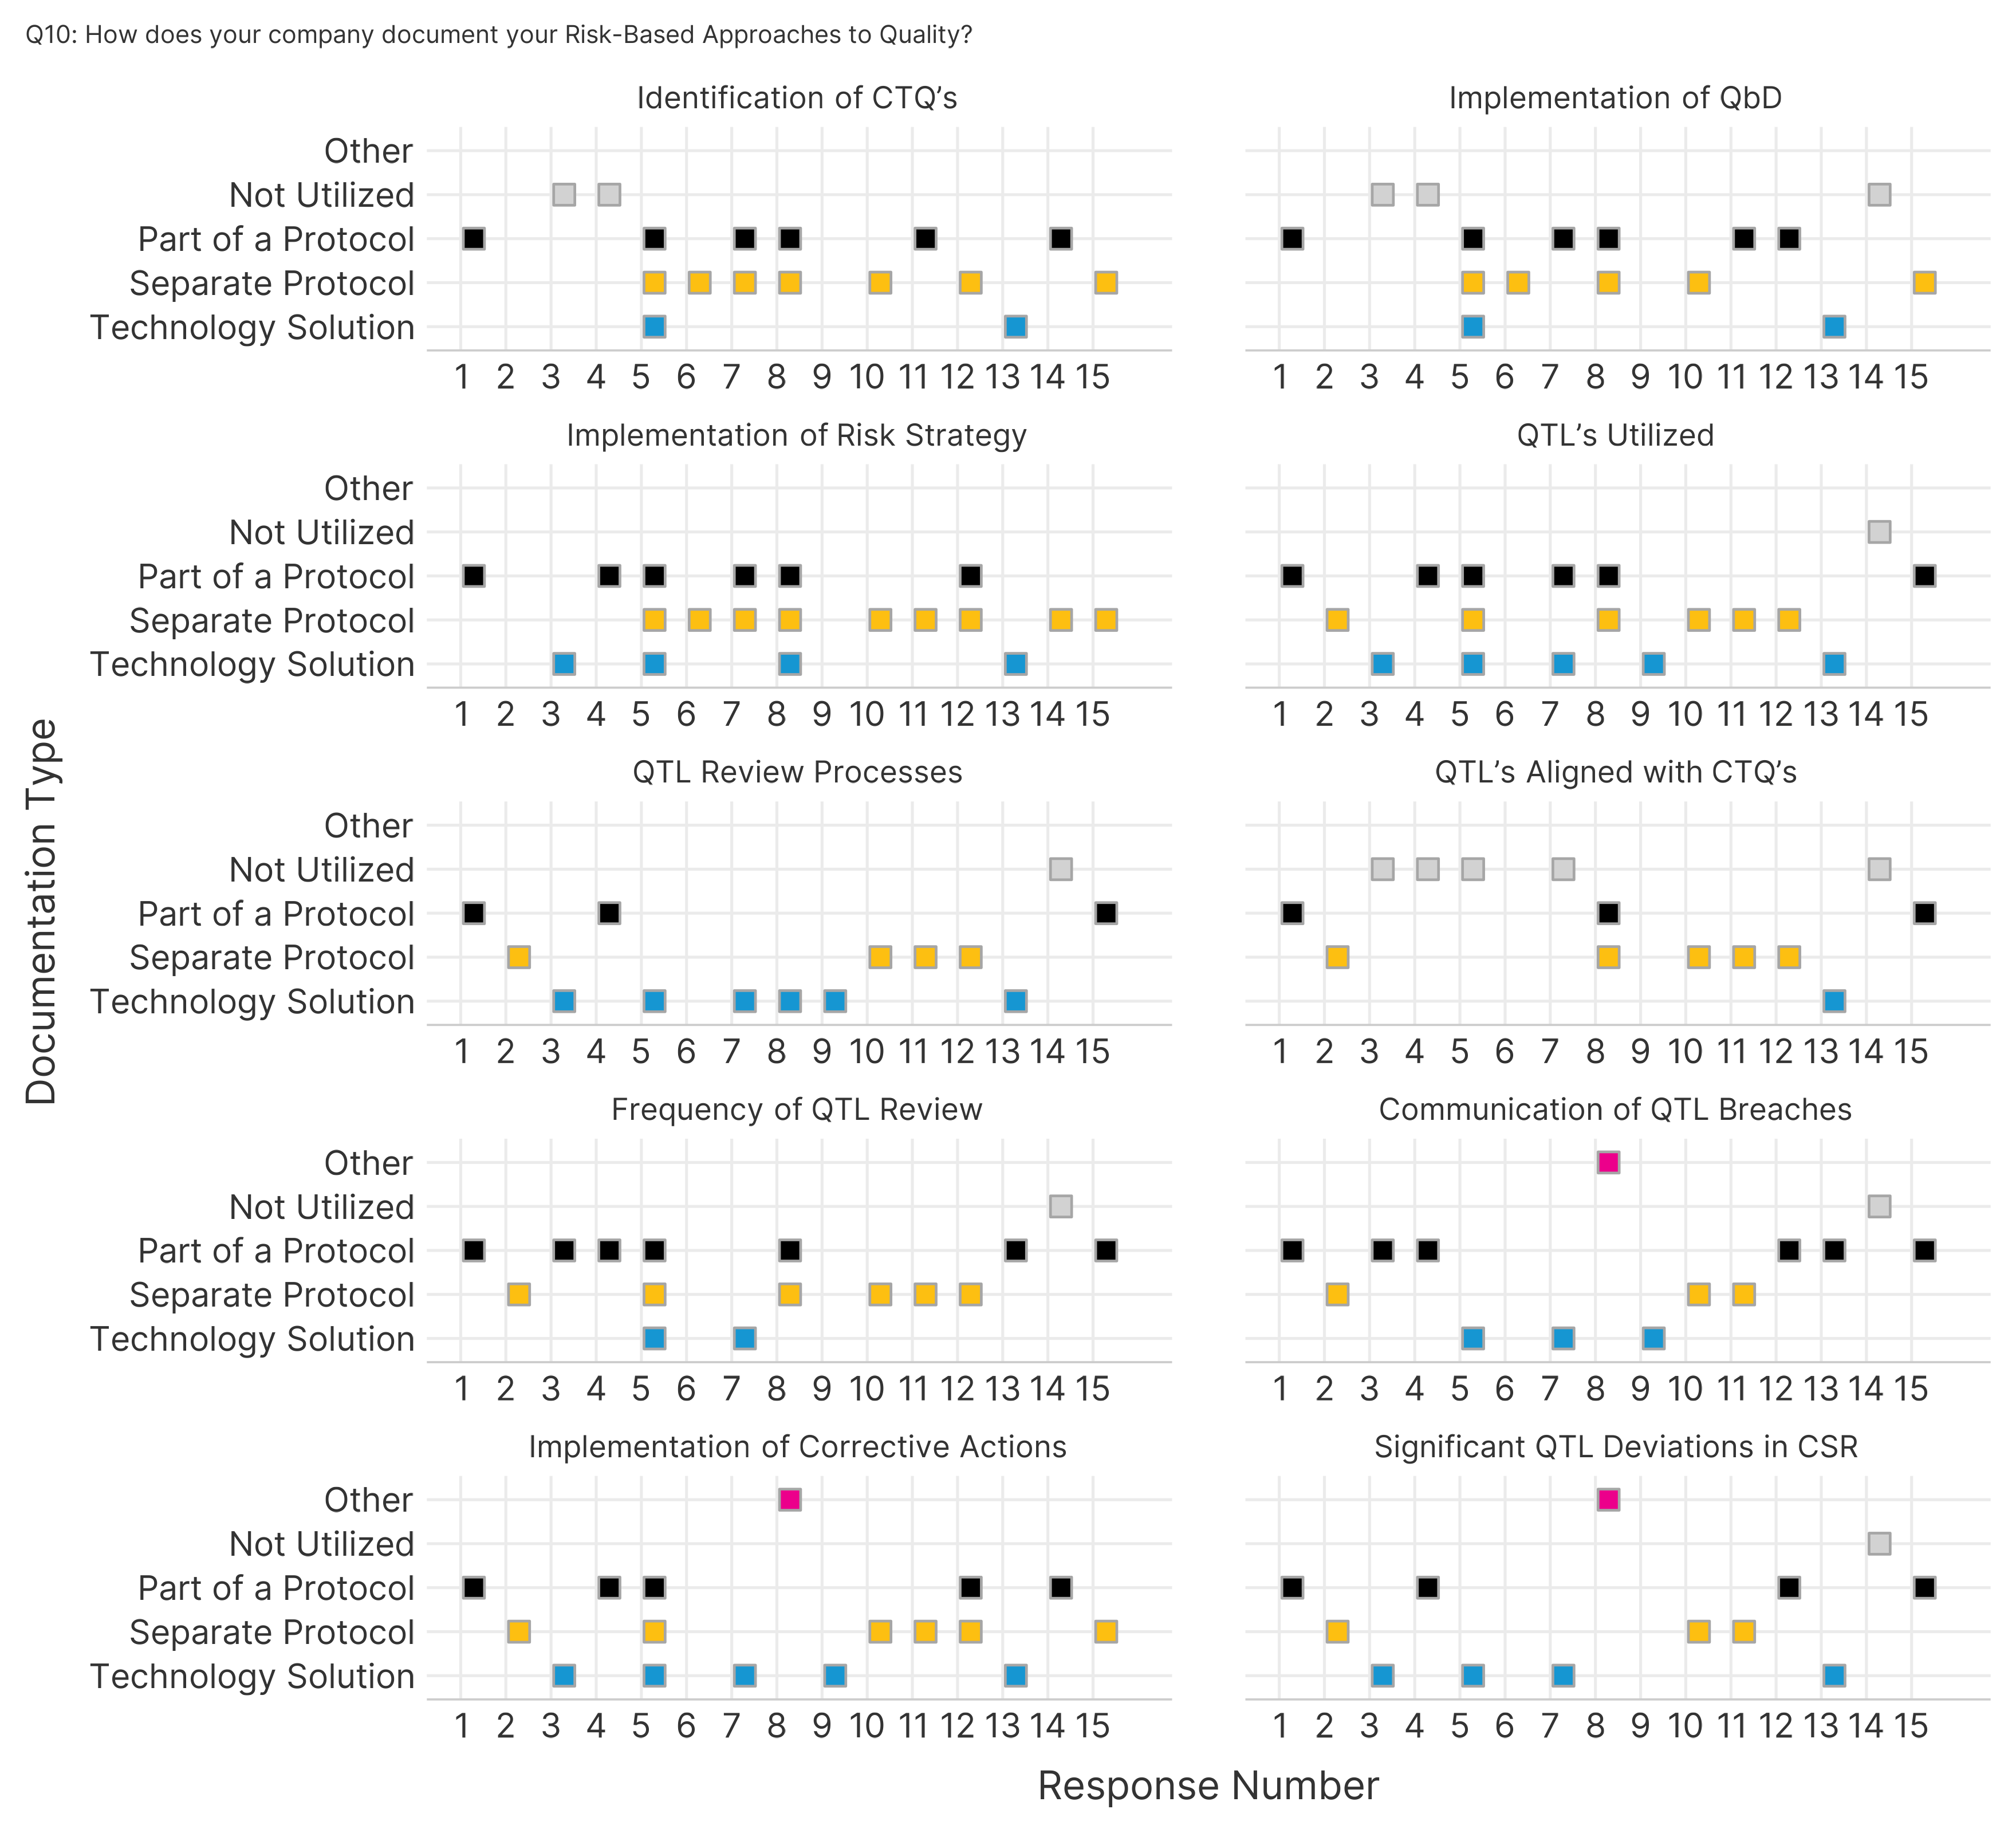 Q10: How does your company document your Risk-Based Approaches to Quality?
Identification of CTQ’s
Implementation of QbD
Other
Not Utilized
Part of a Protocol
Separate Protocol
Technology Solution
1 2 3 4 5 6 7 8 9 10 11 12 13 14 15
1 2 3 4 5 6 7 8 9 10 11 12 13 14 15
Implementation of Risk Strategy
QTL’s Utilized
Other
Not Utilized
Part of a Protocol
Separate Protocol
Technology Solution
1 2 3 4 5 6 7 8 9 10 11 12 13 14 15
1 2 3 4 5 6 7 8 9 10 11 12 13 14 15
Documentation Type
QTL Review Processes
QTL’s Aligned with CTQ’s
Other
Not Utilized
Part of a Protocol
Separate Protocol
Technology Solution
1 2 3 4 5 6 7 8 9 10 11 12 13 14 15
1 2 3 4 5 6 7 8 9 10 11 12 13 14 15
Frequency of QTL Review
Communication of QTL Breaches
Other
Not Utilized
Part of a Protocol
Separate Protocol
Technology Solution
1 2 3 4 5 6 7 8 9 10 11 12 13 14 15
1 2 3 4 5 6 7 8 9 10 11 12 13 14 15
Implementation of Corrective Actions
Significant QTL Deviations in CSR
Other
Not Utilized
Part of a Protocol
Separate Protocol
Technology Solution
1 2 3 4 5 6 7 8 9 10 11 12 13 14 15
1 2 3 4 5 6 7 8 9 10 11 12 13 14 15
Response Number